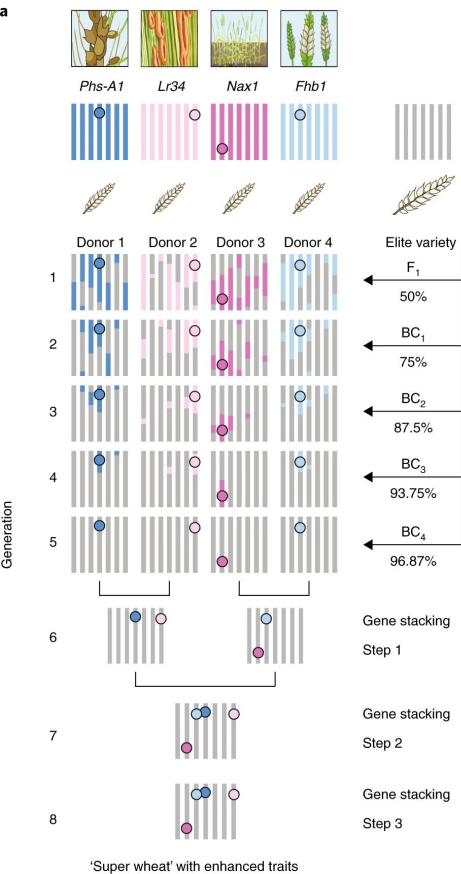 a
Phs-A1 Lr34 Nax1 Fhb1
Donor 1 Donor 2 Donor 3 Donor 4 Elite variety
1 F1
50%
2 BC1
75%
3 BC2
87.5%
4 BC3
93.75%
Generation
5 BC4
96.87%
Gene stacking
6
Step 1
Gene stacking
7
Step 2
Gene stacking
8
Step 3
‘Super wheat’ with enhanced traits